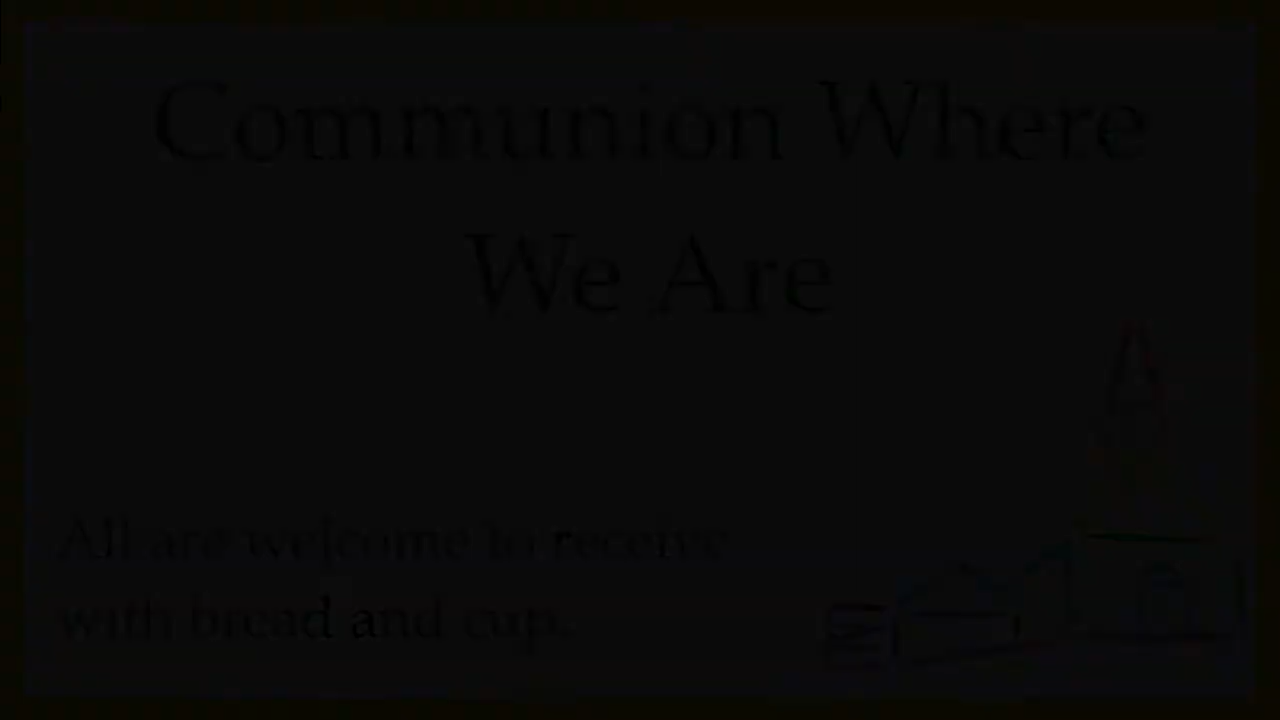 Communion Where
We Are
All are welcome to receive
with bread and cup.